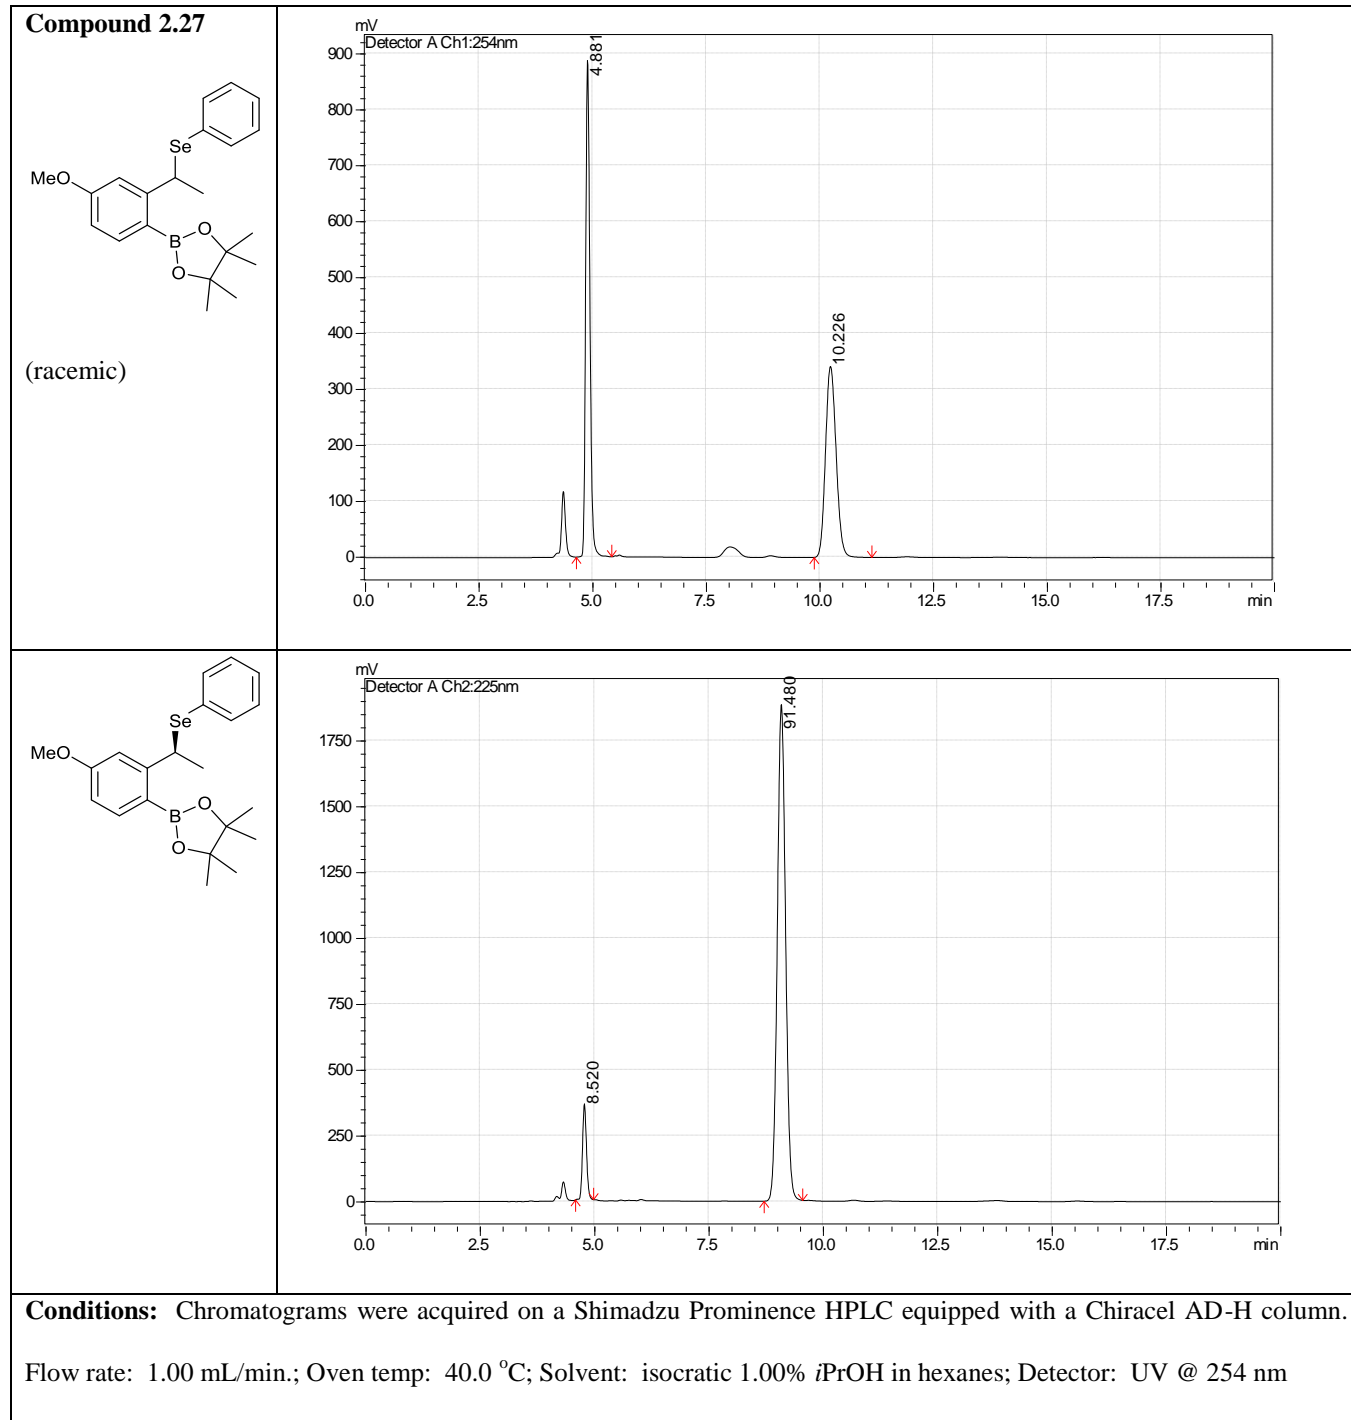 Compound 2.27
Se
MeO
B
O
O
(racemic)
mV
Detector A Ch1:254nm
900
800
700
600
500
400
300
200
100
0
4.881
10.226
0.0 2.5 5.0 7.5 10.0 12.5 15.0 17.5 min
Se
MeO
B
O
O
mV
Detector A Ch2:225nm
1750
1500
1250
1000
750
500
250
0
8.520
91.480
0.0 2.5 5.0 7.5 10.0 12.5 15.0 17.5 min
Conditions: Chromatograms were acquired on a Shimadzu Prominence HPLC equipped with a Chiracel AD-H column.
Flow rate: 1.00 mL/min.; Oven temp: 40.0 °C; Solvent: isocratic 1.00% iPrOH in hexanes; Detector: UV @ 254 nm